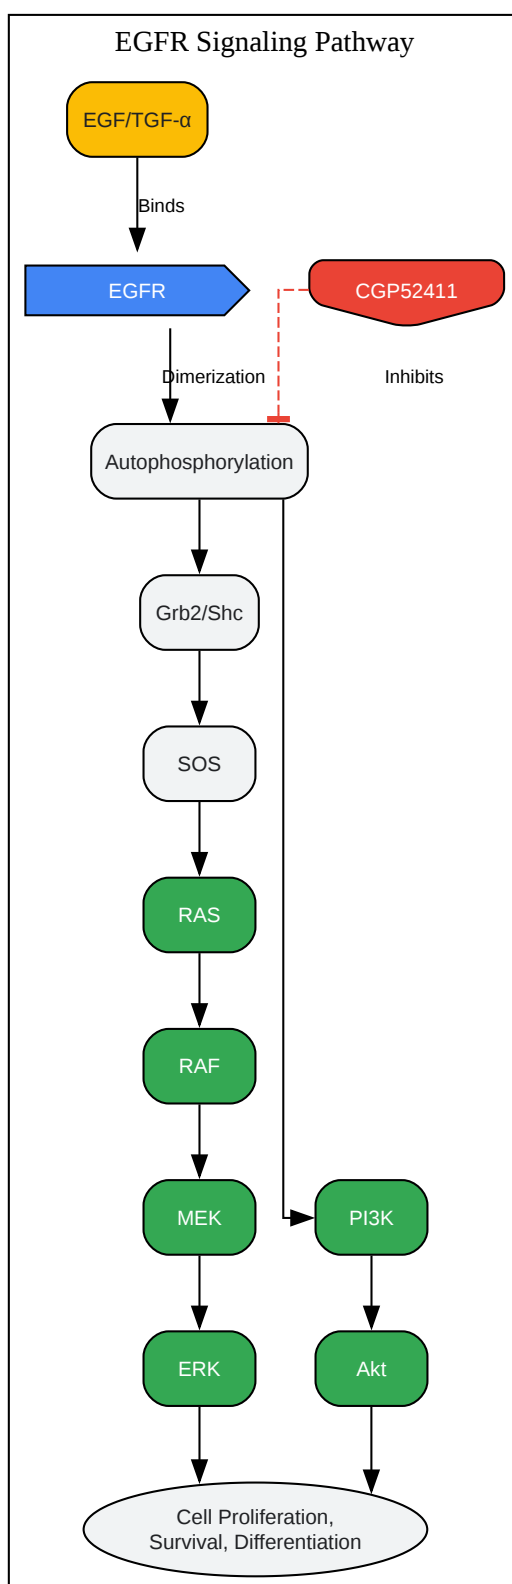 EGFR Signaling Pathway
EGF/TGF-α
Binds
EGFR
CGP52411
Dimerization
Inhibits
Autophosphorylation
Grb2/Shc
SOS
RAS
RAF
MEK
PI3K
ERK
Akt
Cell Proliferation,
Survival, Differentiation